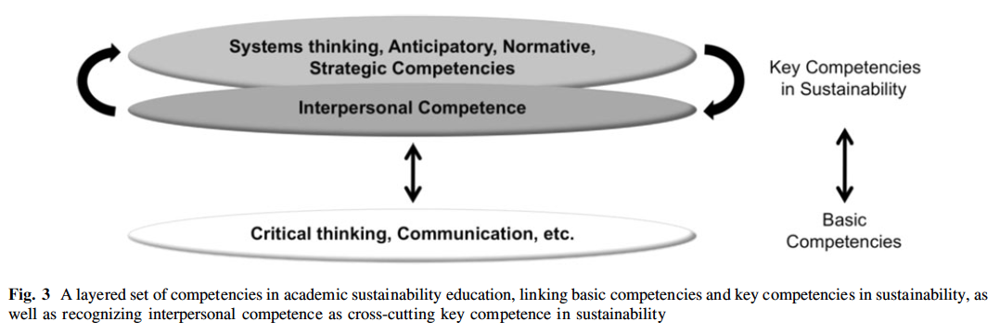 Systems thinking, Anticipatory, Normative,
Strategic Competencies
Interpersonal Competence
Critical thinking, Communication, etc.
Key Competencies
in Sustainability
Basic
Competencies
Fig. 3 A layered set of competencies in academic sustainability education, linking basic competencies and key competencies in sustainability, as
well as recognizing interpersonal competence as cross-cutting key competence in sustainability